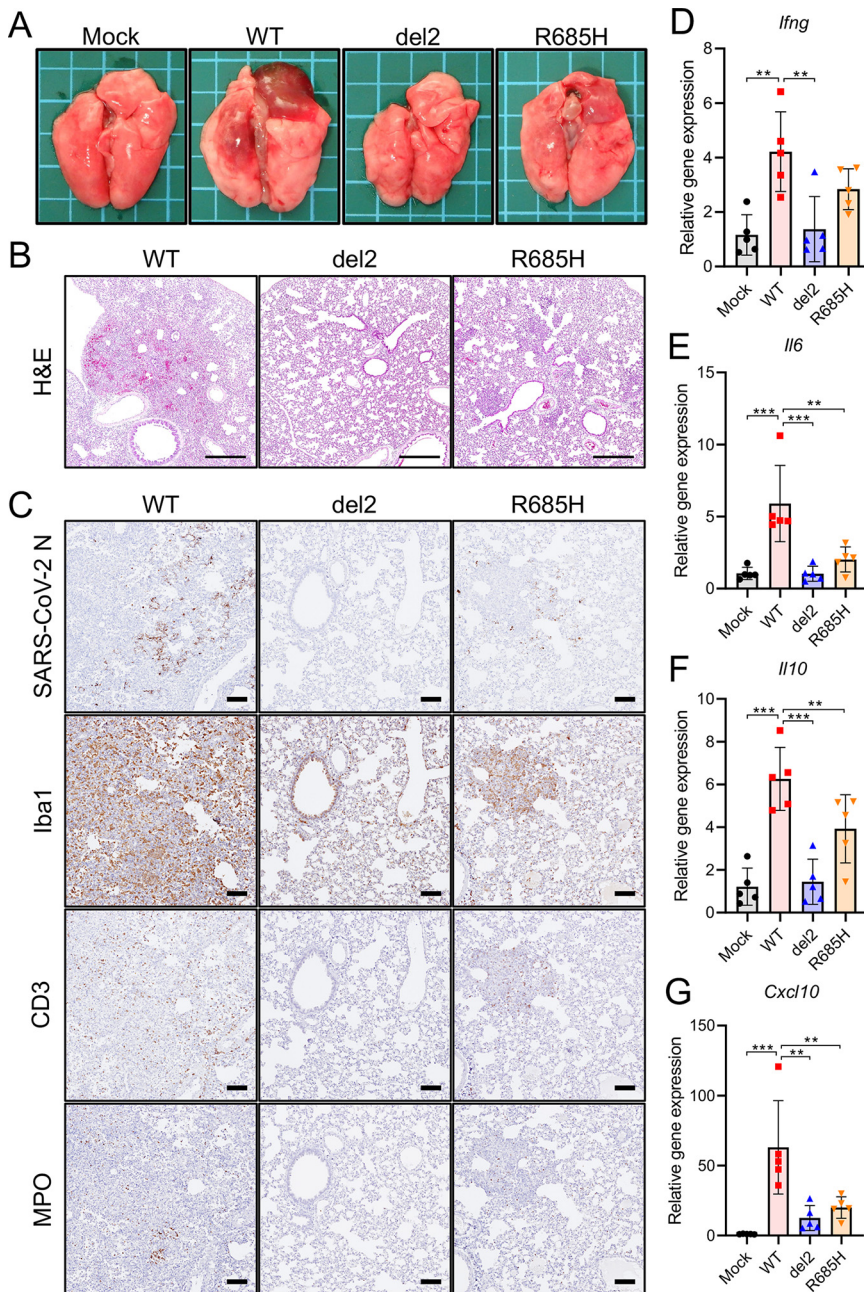 A
Mock
WT
del2
R685H
B
WT
del2
R685H
H&E
C
WT
del2
R685H
SARS-CoV-2 N
Iba1
CD3
MPO
D
Ifng
Relative gene expression
8
6
4
2
0
**
**
Mock
WT
del2
R685H
E
Il6
Relative gene expression
15
10
5
0
***
***
**
Mock
WT
del2
R685H
F
Il10
Relative gene expression
10
8
6
4
2
0
***
***
**
Mock
WT
del2
R685H
G
Cxcl10
Relative gene expression
150
100
50
0
***
**
**
Mock
WT
del2
R685H